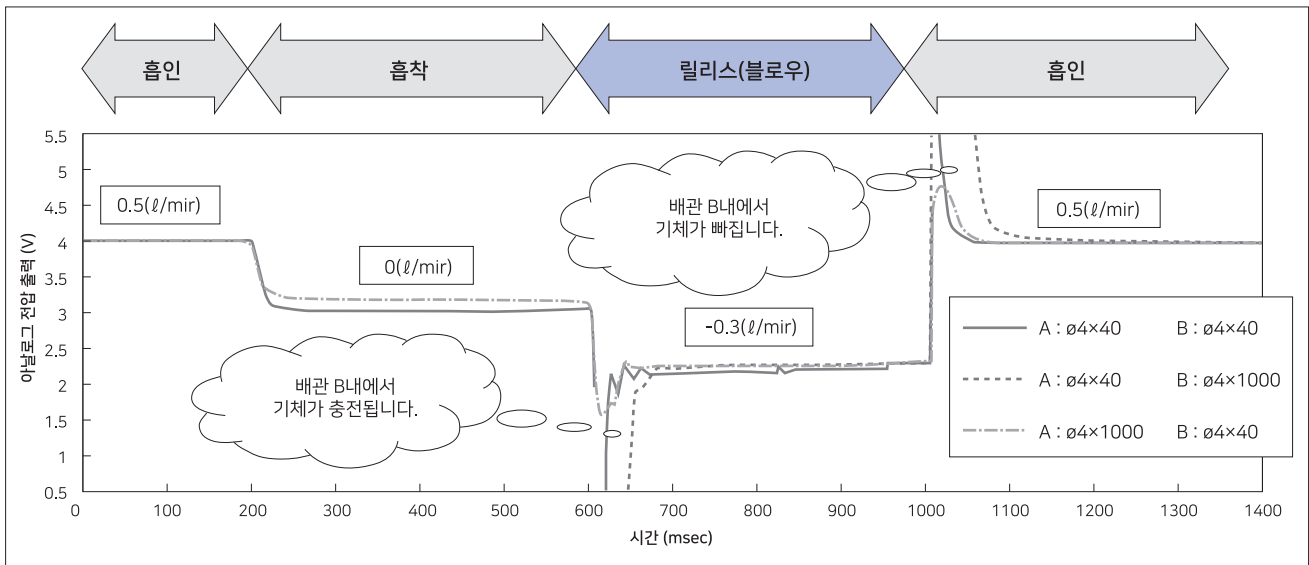 흡인
흡착
릴리스(블로우)
흡인
아날로그 전압 출력 (V)
5.5
5
4.5
4
3.5
3
2.5
2
1.5
1
0.5
0.5(ℓ/mir)
0(ℓ/mir)
-0.3(ℓ/mir)
0.5(ℓ/mir)
배관 B내에서
기체가 빠집니다.
배관 B내에서
기체가 충전됩니다.
A : ø4×40 B : ø4×40
A : ø4×40 B : ø4×1000
A : ø4×1000 B : ø4×40
0 100 200 300 400 500 600 700 800 900 1000 1100 1200 1300 1400
시간 (msec)